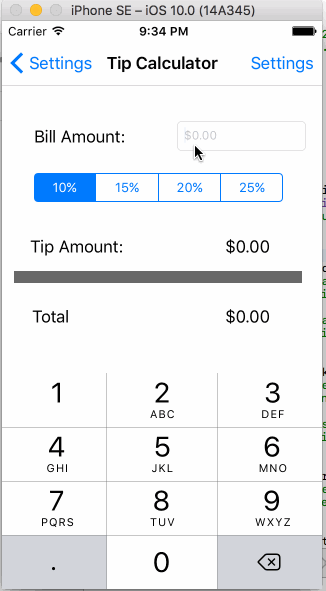 iPhone SE – iOS 10.0 (14A345)
Carrier 9:34 PM
Settings Tip Calculator Settings
Bill Amount: $0.00
10% 15% 20% 25%
Tip Amount: $0.00
Total $0.00
1 2 3
ABC DEF
4 5 6
GHI JKL MNO
7 8 9
PQRS TUV WXYZ
. 0